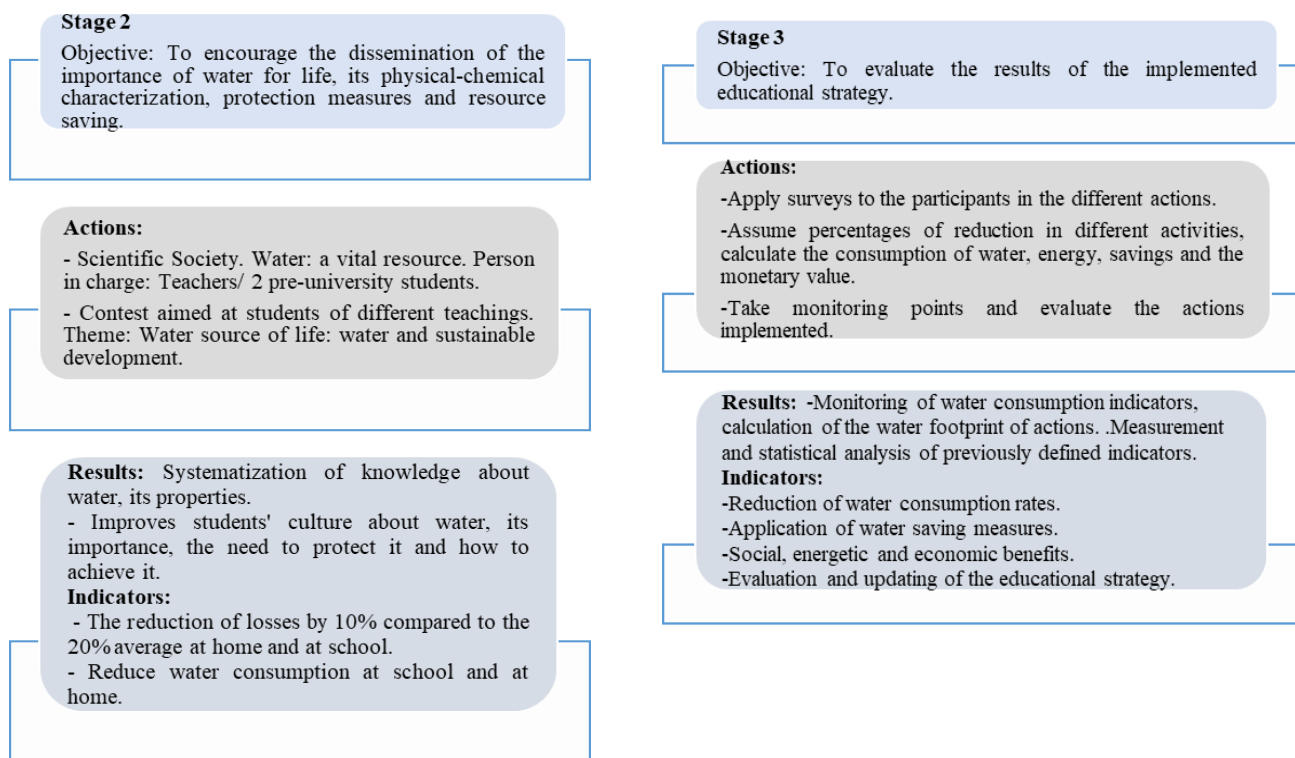 Stage 2
Objective: To encourage the dissemination of the
importance of water for life, its physical-chemical
characterization, protection measures and resource
saving.
Actions:
- Scientific Society. Water: a vital resource. Person
in charge: Teachers/ 2 pre-university students.
- Contest aimed at students of different teachings.
Theme: Water source of life: water and sustainable
development.
Results: Systematization of knowledge about
water, its properties.
- Improves students' culture about water, its
importance, the need to protect it and how to
achieve it.
Indicators:
- The reduction of losses by 10% compared to the
20% average at home and at school.
- Reduce water consumption at school and at
home.
Stage 3
Objective: To evaluate the results of the implemented
educational strategy.
Actions:
-Apply surveys to the participants in the different actions.
-Assume percentages of reduction in different activities,
calculate the consumption of water, energy, savings and the
monetary value.
-Take monitoring points and evaluate the actions
implemented.
Results: -Monitoring of water consumption indicators,
calculation of the water footprint of actions. .Measurement
and statistical analysis of previously defined indicators.
Indicators:
-Reduction of water consumption rates.
-Application of water saving measures.
-Social, energetic and economic benefits.
-Evaluation and updating of the educational strategy.